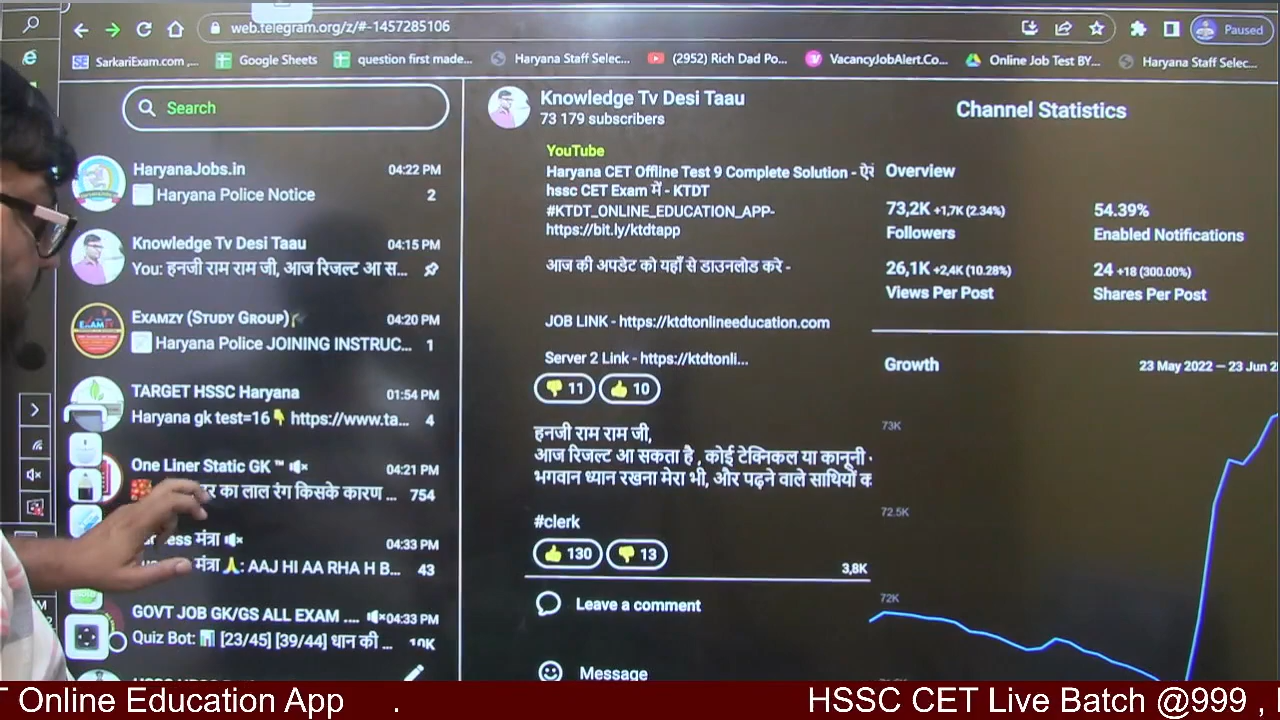 web.telegram.org/z/#-1457285106
Paused
SarkariExam.com ,...
Google Sheets
question first made...
Haryana Staff Selec...
(2952) Rich Dad Po...
VacancyJobAlert.Co...
Online Job Test BY...
Haryana Staff Selec...
Search
HaryanaJobs.in 04:22 PM
Haryana Police Notice 2
Knowledge Tv Desi Taau 04:15 PM
You: हनजी राम राम जी, आज रिजल्ट आ स...
EXAMZY (STUDY GROUP) 04:20 PM
Haryana Police JOINING INSTRUC... 1
TARGET HSSC Haryana 01:54 PM
Haryana gk test=16👇 https://www.ta... 4
One Liner Static GK ™ 04:21 PM
का लाल रंग किसके कारण ... 754
मंत्रा 04:33 PM
मंत्रा🙏: AAJ HI AA RHA H B... 43
GOVT JOB GK/GS ALL EXAM .... 04:33 PM
Quiz Bot: 📊 [23/45] [39/44] धान की ... 10K
Knowledge Tv Desi Taau
73 179 subscribers
YouTube
Haryana CET Offline Test 9 Complete Solution -
hssc CET Exam में - KTDT
#KTDT_ONLINE_EDUCATION_APP-
https://bit.ly/ktdtapp
आज की अपडेट को यहाँ से डाउनलोड करे -
JOB LINK - https://ktdtonlineeducation.com
Server 2 Link - https://ktdtonli...
👎 11 👍 10
हनजी राम राम जी,
आज रिजल्ट आ सकता है , कोई टेक्निकल या कानूनी
भगवान ध्यान रखना मेरा भी, और पढ़ने वाले साथियों
#clerk
👍 130 👎 13
3,8K
Leave a comment
Message
Channel Statistics
Overview
73,2K +1,7K (2.34%)
Followers
54.39%
Enabled Notifications
26,1K +2,4K (10.28%)
Views Per Post
24 +18 (300.00%)
Shares Per Post
Growth
23 May 2022 — 23 Jun 2
73K
72.5K
72K
T Online Education App . HSSC CET Live Batch @999 ,